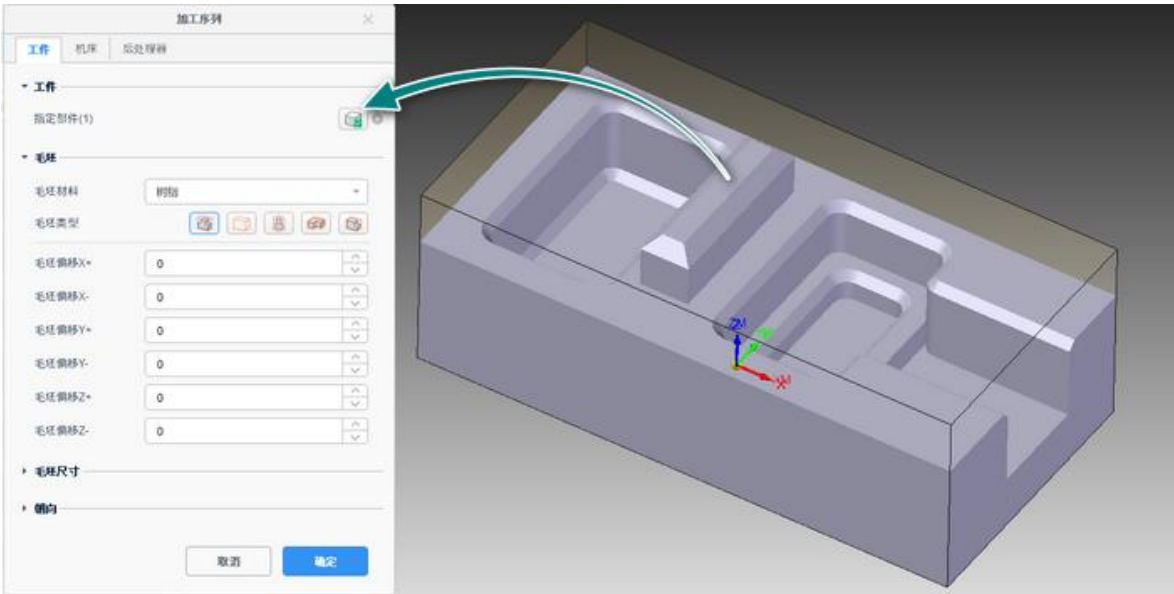 加工序列
工件 机床 后处理器
工件
指定部件(1)
毛坯
毛坯材料 树脂
毛坯类型
毛坯偏移X+ 0
毛坯偏移X- 0
毛坯偏移Y+ 0
毛坯偏移Y- 0
毛坯偏移Z+ 0
毛坯偏移Z- 0
毛坯尺寸
朝向
取消 确定
ZM
XM